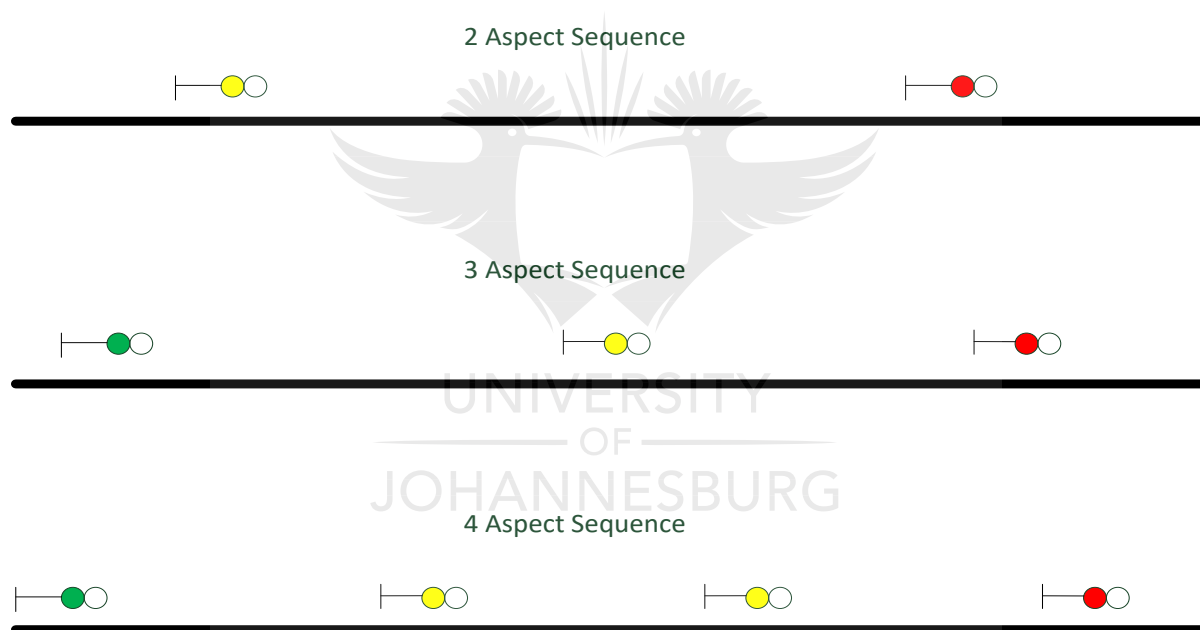 2 Aspect Sequence
3 Aspect Sequence
UNIVERSITY
OF
JOHANNESBURG
4 Aspect Sequence